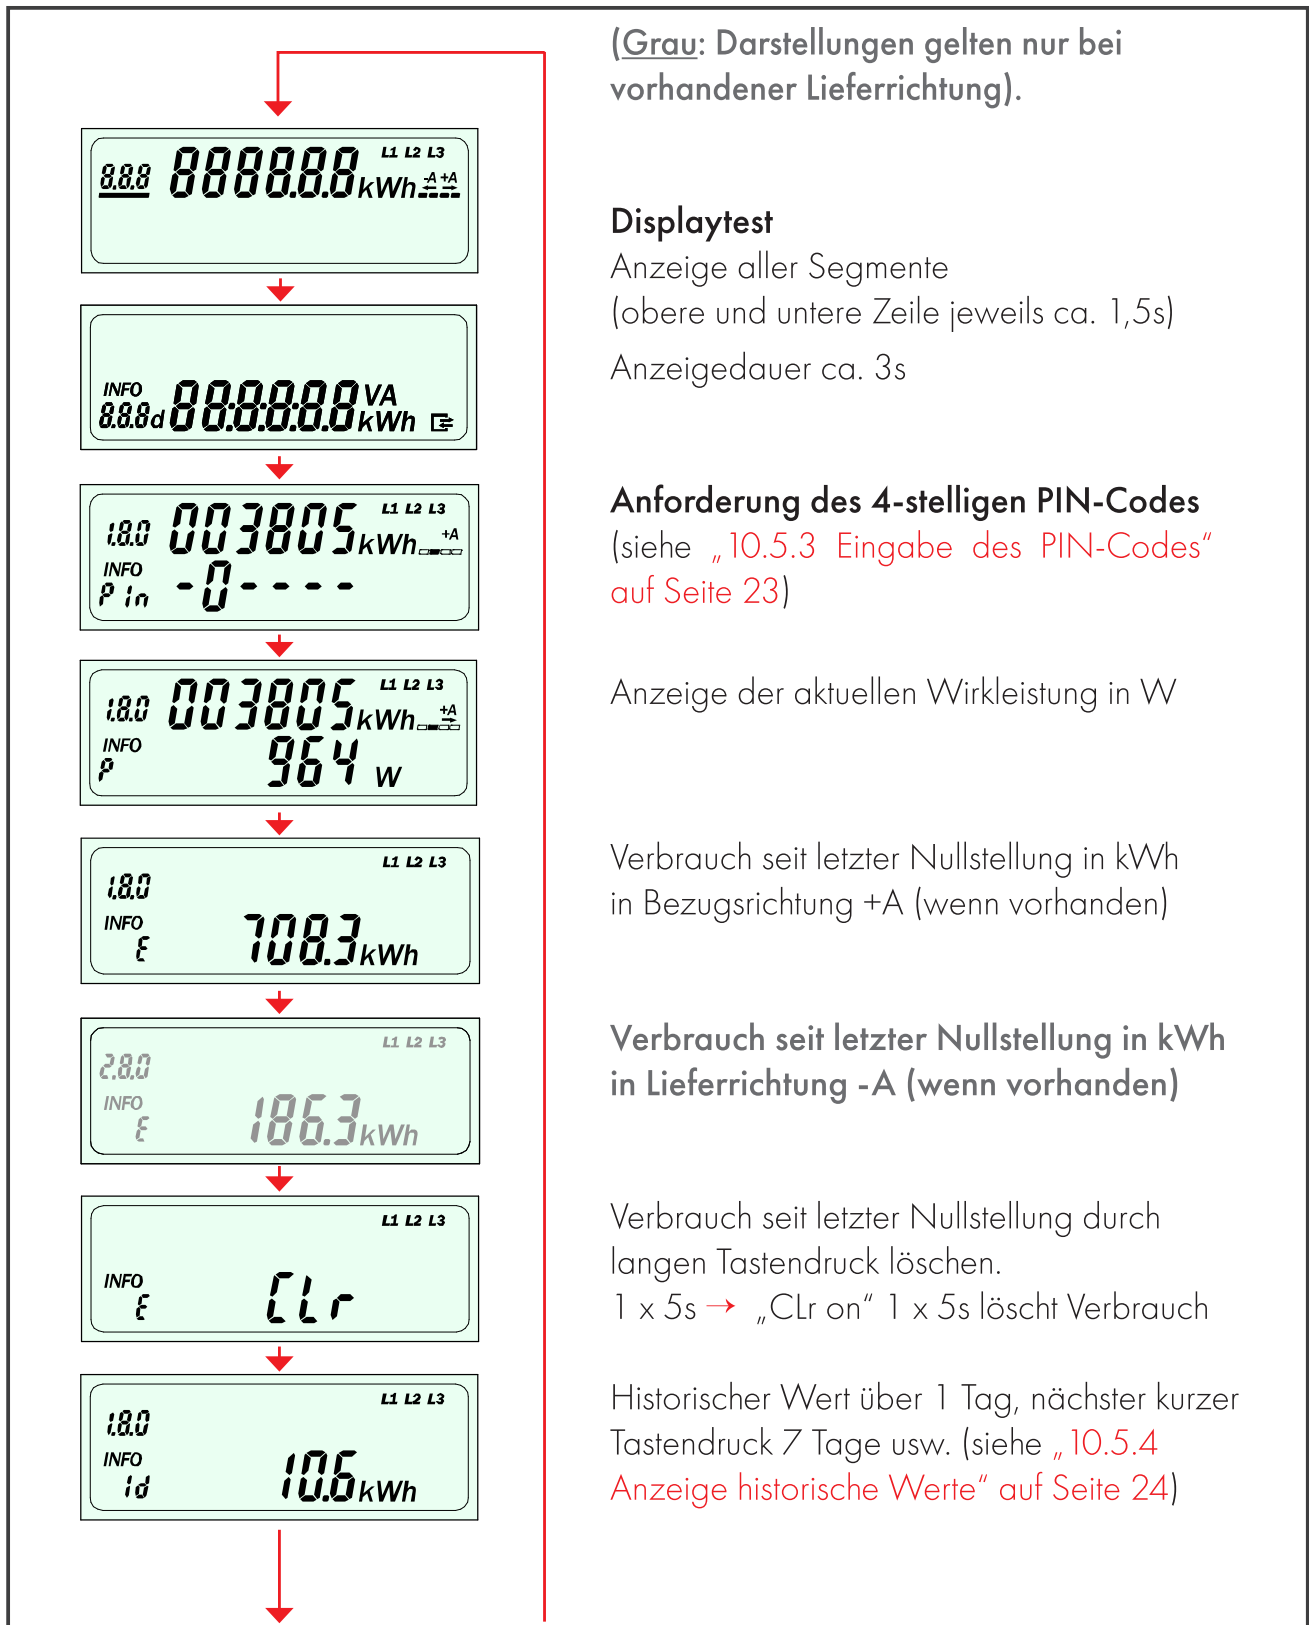 (Grau: Darstellungen gelten nur bei
vorhandener Lieferrichtung).
8.8.8 888888.8.8 kWh L1 L2 L3 -A +A
Displaytest
Anzeige aller Segmente
(obere und untere Zeile jeweils ca. 1,5s)
Anzeigedauer ca. 3s
INFO
8.8.8d 88:8:8:8.8 VA
kWh
1.8.0 003805 kWh L1 L2 L3 +A
INFO
PIn -0----
Anforderung des 4-stelligen PIN-Codes
(siehe „10.5.3 Eingabe des PIN-Codes“
auf Seite 23)
1.8.0 003805 kWh L1 L2 L3 +A
INFO
P 964 W
Anzeige der aktuellen Wirkleistung in W
L1 L2 L3
1.8.0
INFO
E 708.3 kWh
Verbrauch seit letzter Nullstellung in kWh
in Bezugsrichtung +A (wenn vorhanden)
L1 L2 L3
2.8.0
INFO
E 186.3 kWh
Verbrauch seit letzter Nullstellung in kWh
in Lieferrichtung -A (wenn vorhanden)
L1 L2 L3
INFO
E CLr
Verbrauch seit letzter Nullstellung durch
langen Tastendruck löschen.
1 x 5s → „CLr on“ 1 x 5s löscht Verbrauch
L1 L2 L3
1.8.0
INFO
1d 10.6 kWh
Historischer Wert über 1 Tag, nächster kurzer
Tastendruck 7 Tage usw. (siehe „10.5.4
Anzeige historische Werte“ auf Seite 24)